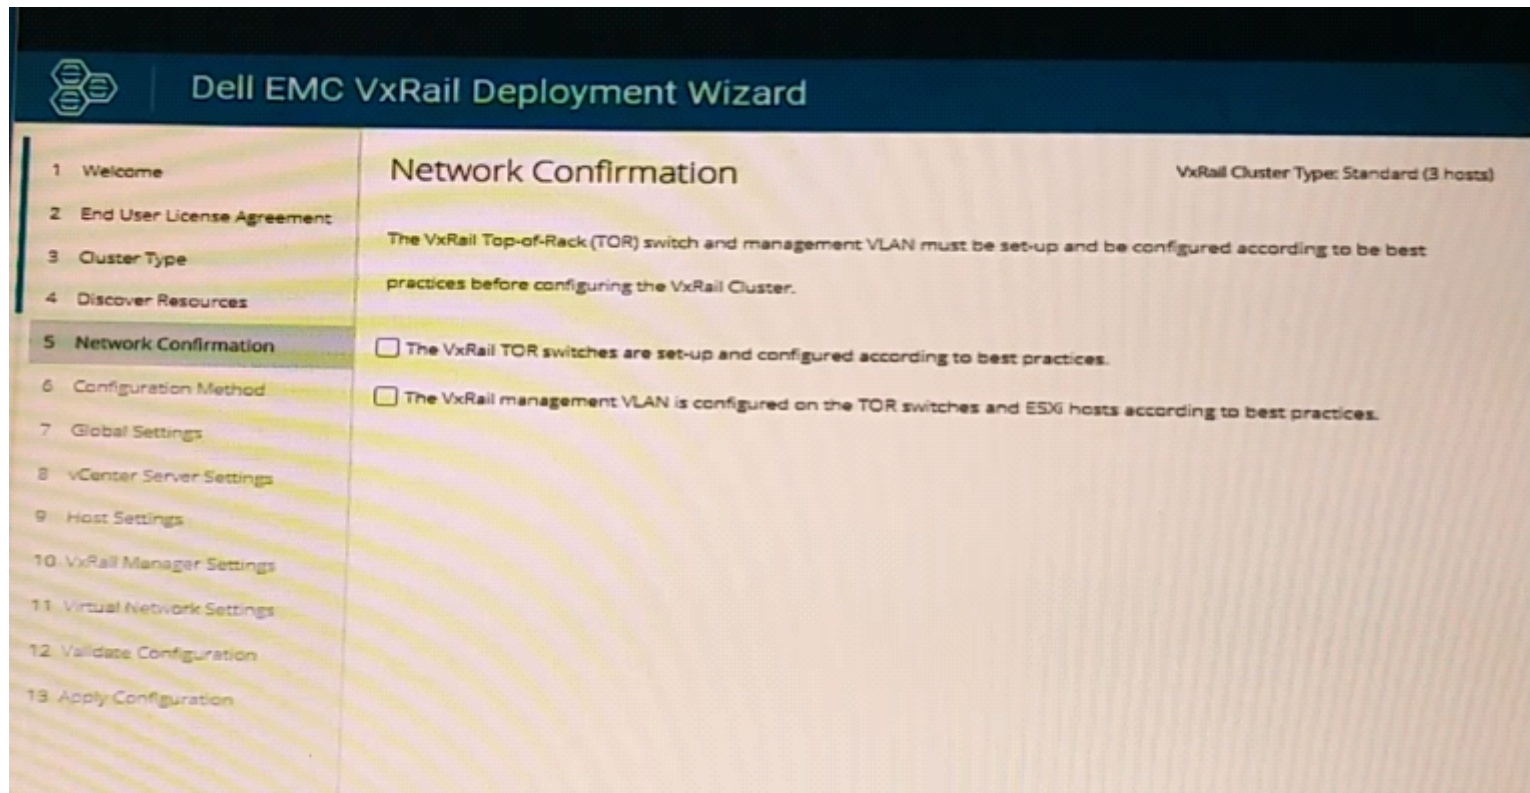 Dell EMC VxRail Deployment Wizard
1 Welcome
2 End User License Agreement
3 Cluster Type
4 Discover Resources
5 Network Confirmation
6 Configuration Method
7 Global Settings
8 vCenter Server Settings
9 Host Settings
10 VxRail Manager Settings
11 Virtual Network Settings
12 Validate Configuration
13 Apply Configuration
Network Confirmation
VxRail Cluster Type: Standard (3 hosts)
The VxRail Top-of-Rack (TOR) switch and management VLAN must be set-up and be configured according to be best
practices before configuring the VxRail Cluster.
The VxRail TOR switches are set-up and configured according to best practices.
The VxRail management VLAN is configured on the TOR switches and ESXi hosts according to best practices.